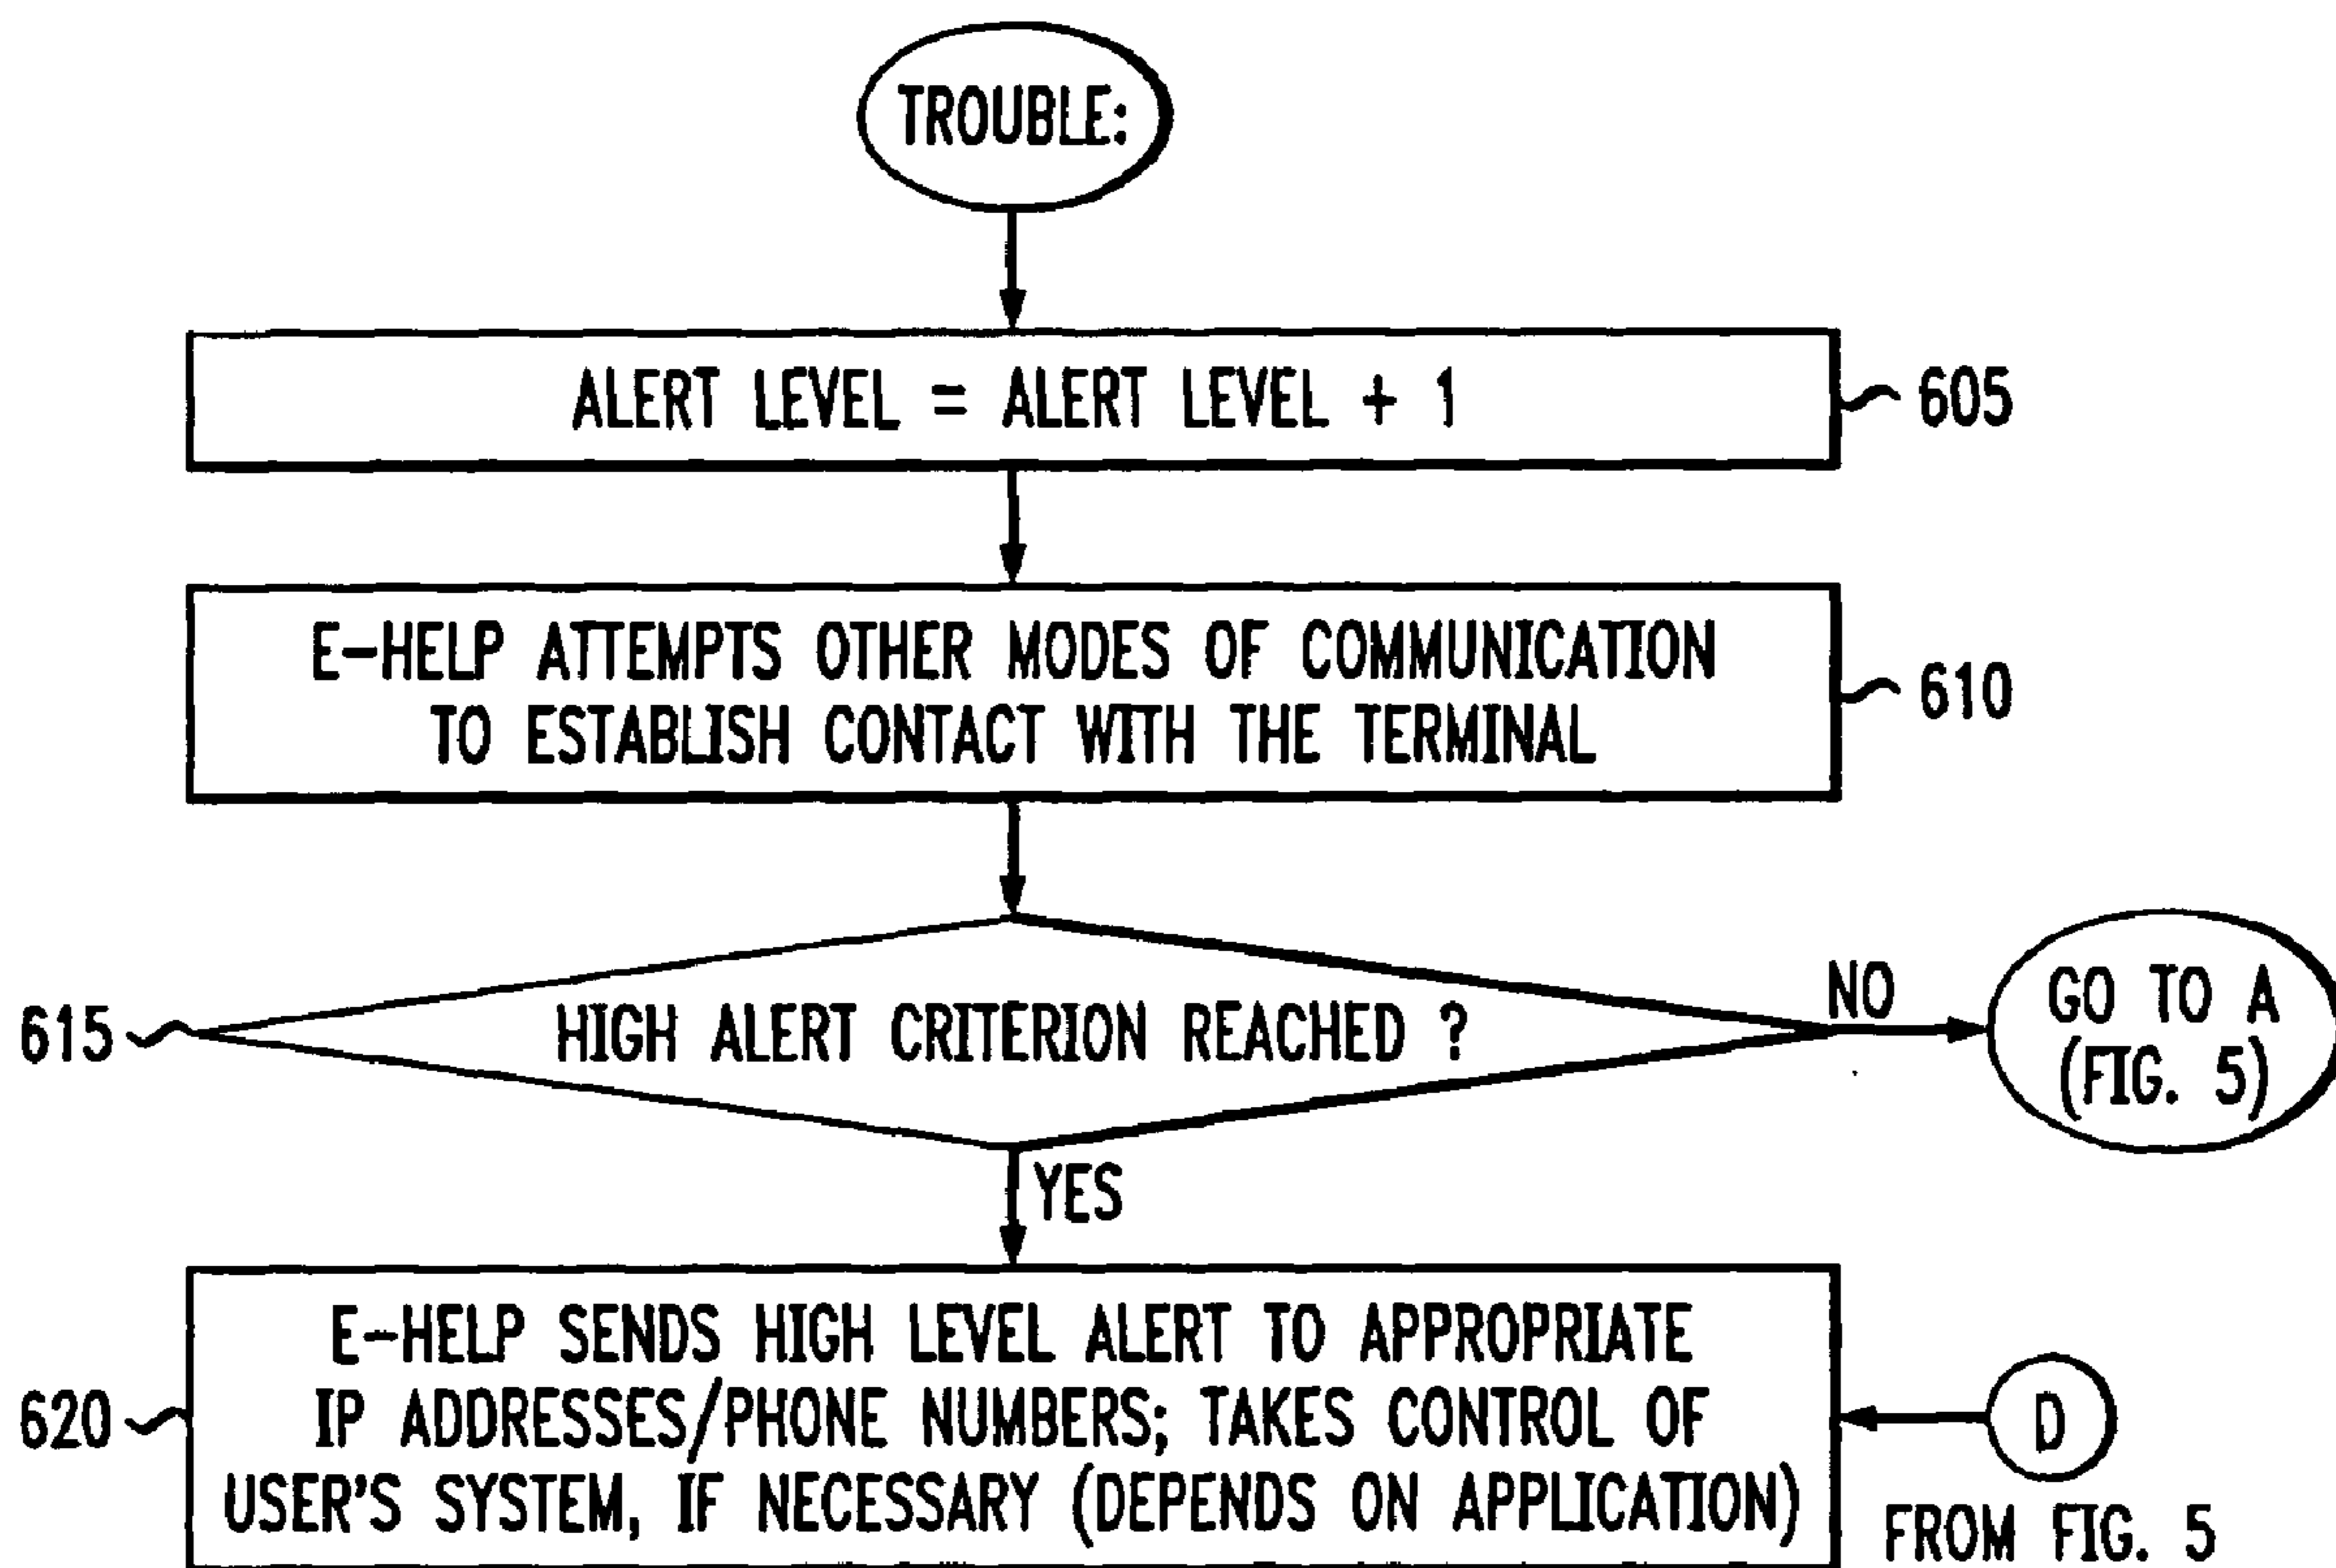 TROUBLE:
ALERT LEVEL = ALERT LEVEL + 1
605
E-HELP ATTEMPTS OTHER MODES OF COMMUNICATION
TO ESTABLISH CONTACT WITH THE TERMINAL
610
615
HIGH ALERT CRITERION REACHED ?
NO
GO TO A
(FIG. 5)
YES
620
E-HELP SENDS HIGH LEVEL ALERT TO APPROPRIATE
IP ADDRESSES/PHONE NUMBERS; TAKES CONTROL OF
USER'S SYSTEM, IF NECESSARY (DEPENDS ON APPLICATION)
D
FROM FIG. 5